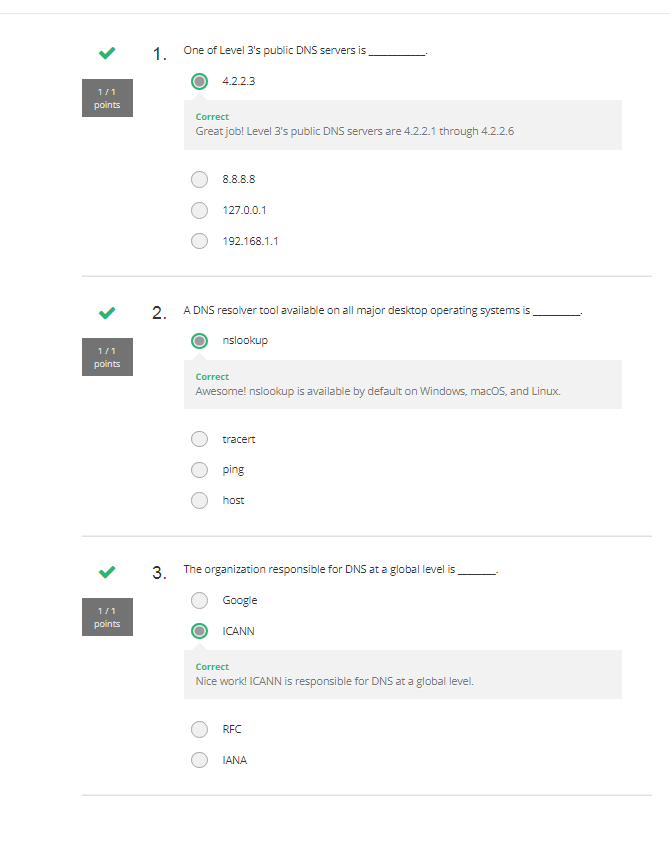 1. One of Level 3's public DNS servers is ___________.
1 / 1
points
4.2.2.3
Correct
Great job! Level 3's public DNS servers are 4.2.2.1 through 4.2.2.6
8.8.8.8
127.0.0.1
192.168.1.1
2. A DNS resolver tool available on all major desktop operating systems is _________.
1 / 1
points
nslookup
Correct
Awesome! nslookup is available by default on Windows, macOS, and Linux.
tracert
ping
host
3. The organization responsible for DNS at a global level is _______.
1 / 1
points
Google
ICANN
Correct
Nice work! ICANN is responsible for DNS at a global level.
RFC
IANA